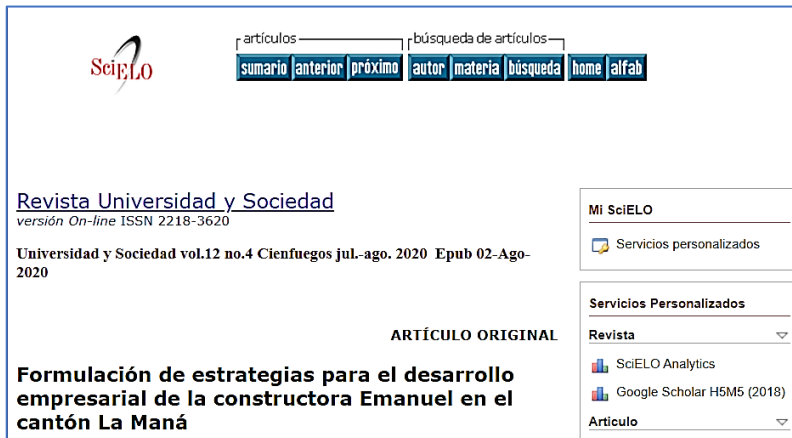 SciELO
artículos
búsqueda de artículos
sumario anterior próximo autor materia búsqueda home alfab
Revista Universidad y Sociedad
versión On-line ISSN 2218-3620
Universidad y Sociedad vol.12 no.4 Cienfuegos jul.-ago. 2020 Epub 02-Ago-
2020
ARTÍCULO ORIGINAL
Formulación de estrategias para el desarrollo
empresarial de la constructora Emanuel en el
cantón La Maná
Mi SciELO
Servicios personalizados
Servicios Personalizados
Revista
SciELO Analytics
Google Scholar H5M5 (2018)
Articulo